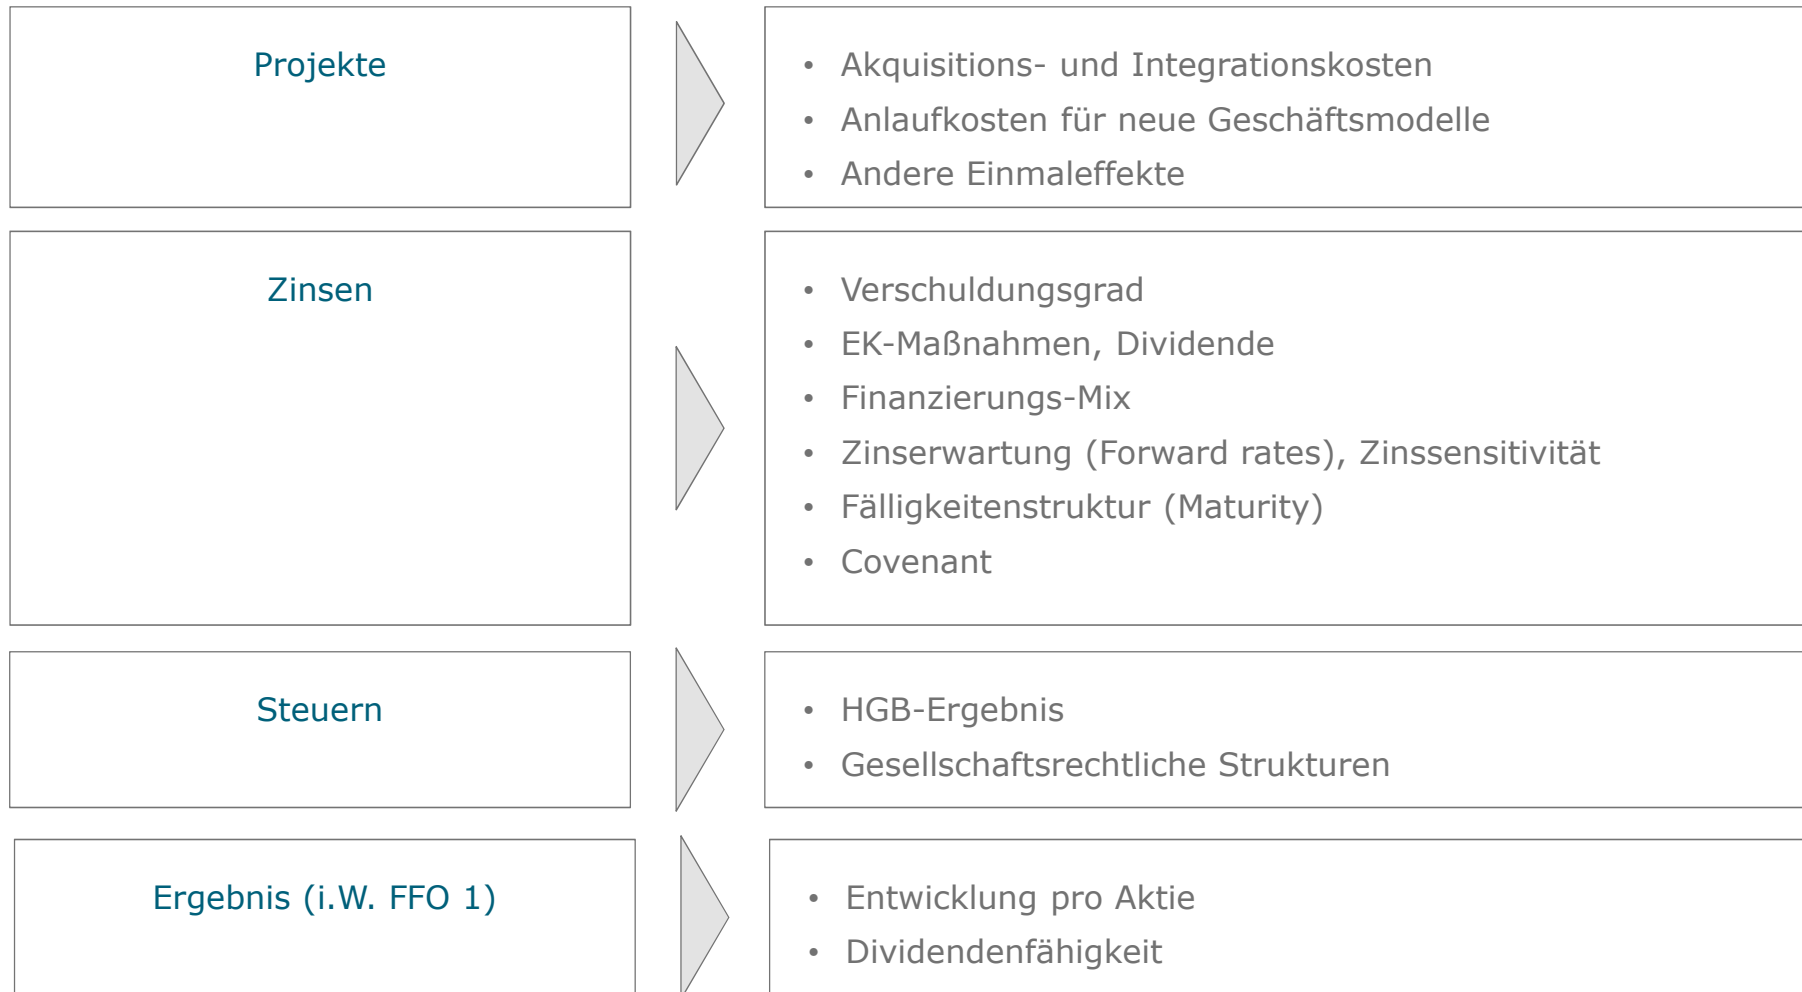 Projekte
• Akquisitions- und Integrationskosten
• Anlaufkosten für neue Geschäftsmodelle
• Andere Einmaleffekte
Zinsen
• Verschuldungsgrad
• EK-Maßnahmen, Dividende
• Finanzierungs-Mix
• Zinserwartung (Forward rates), Zinssensitivität
• Fälligkeitenstruktur (Maturity)
• Covenant
Steuern
• HGB-Ergebnis
• Gesellschaftsrechtliche Strukturen
Ergebnis (i.W. FFO 1)
• Entwicklung pro Aktie
• Dividendenfähigkeit